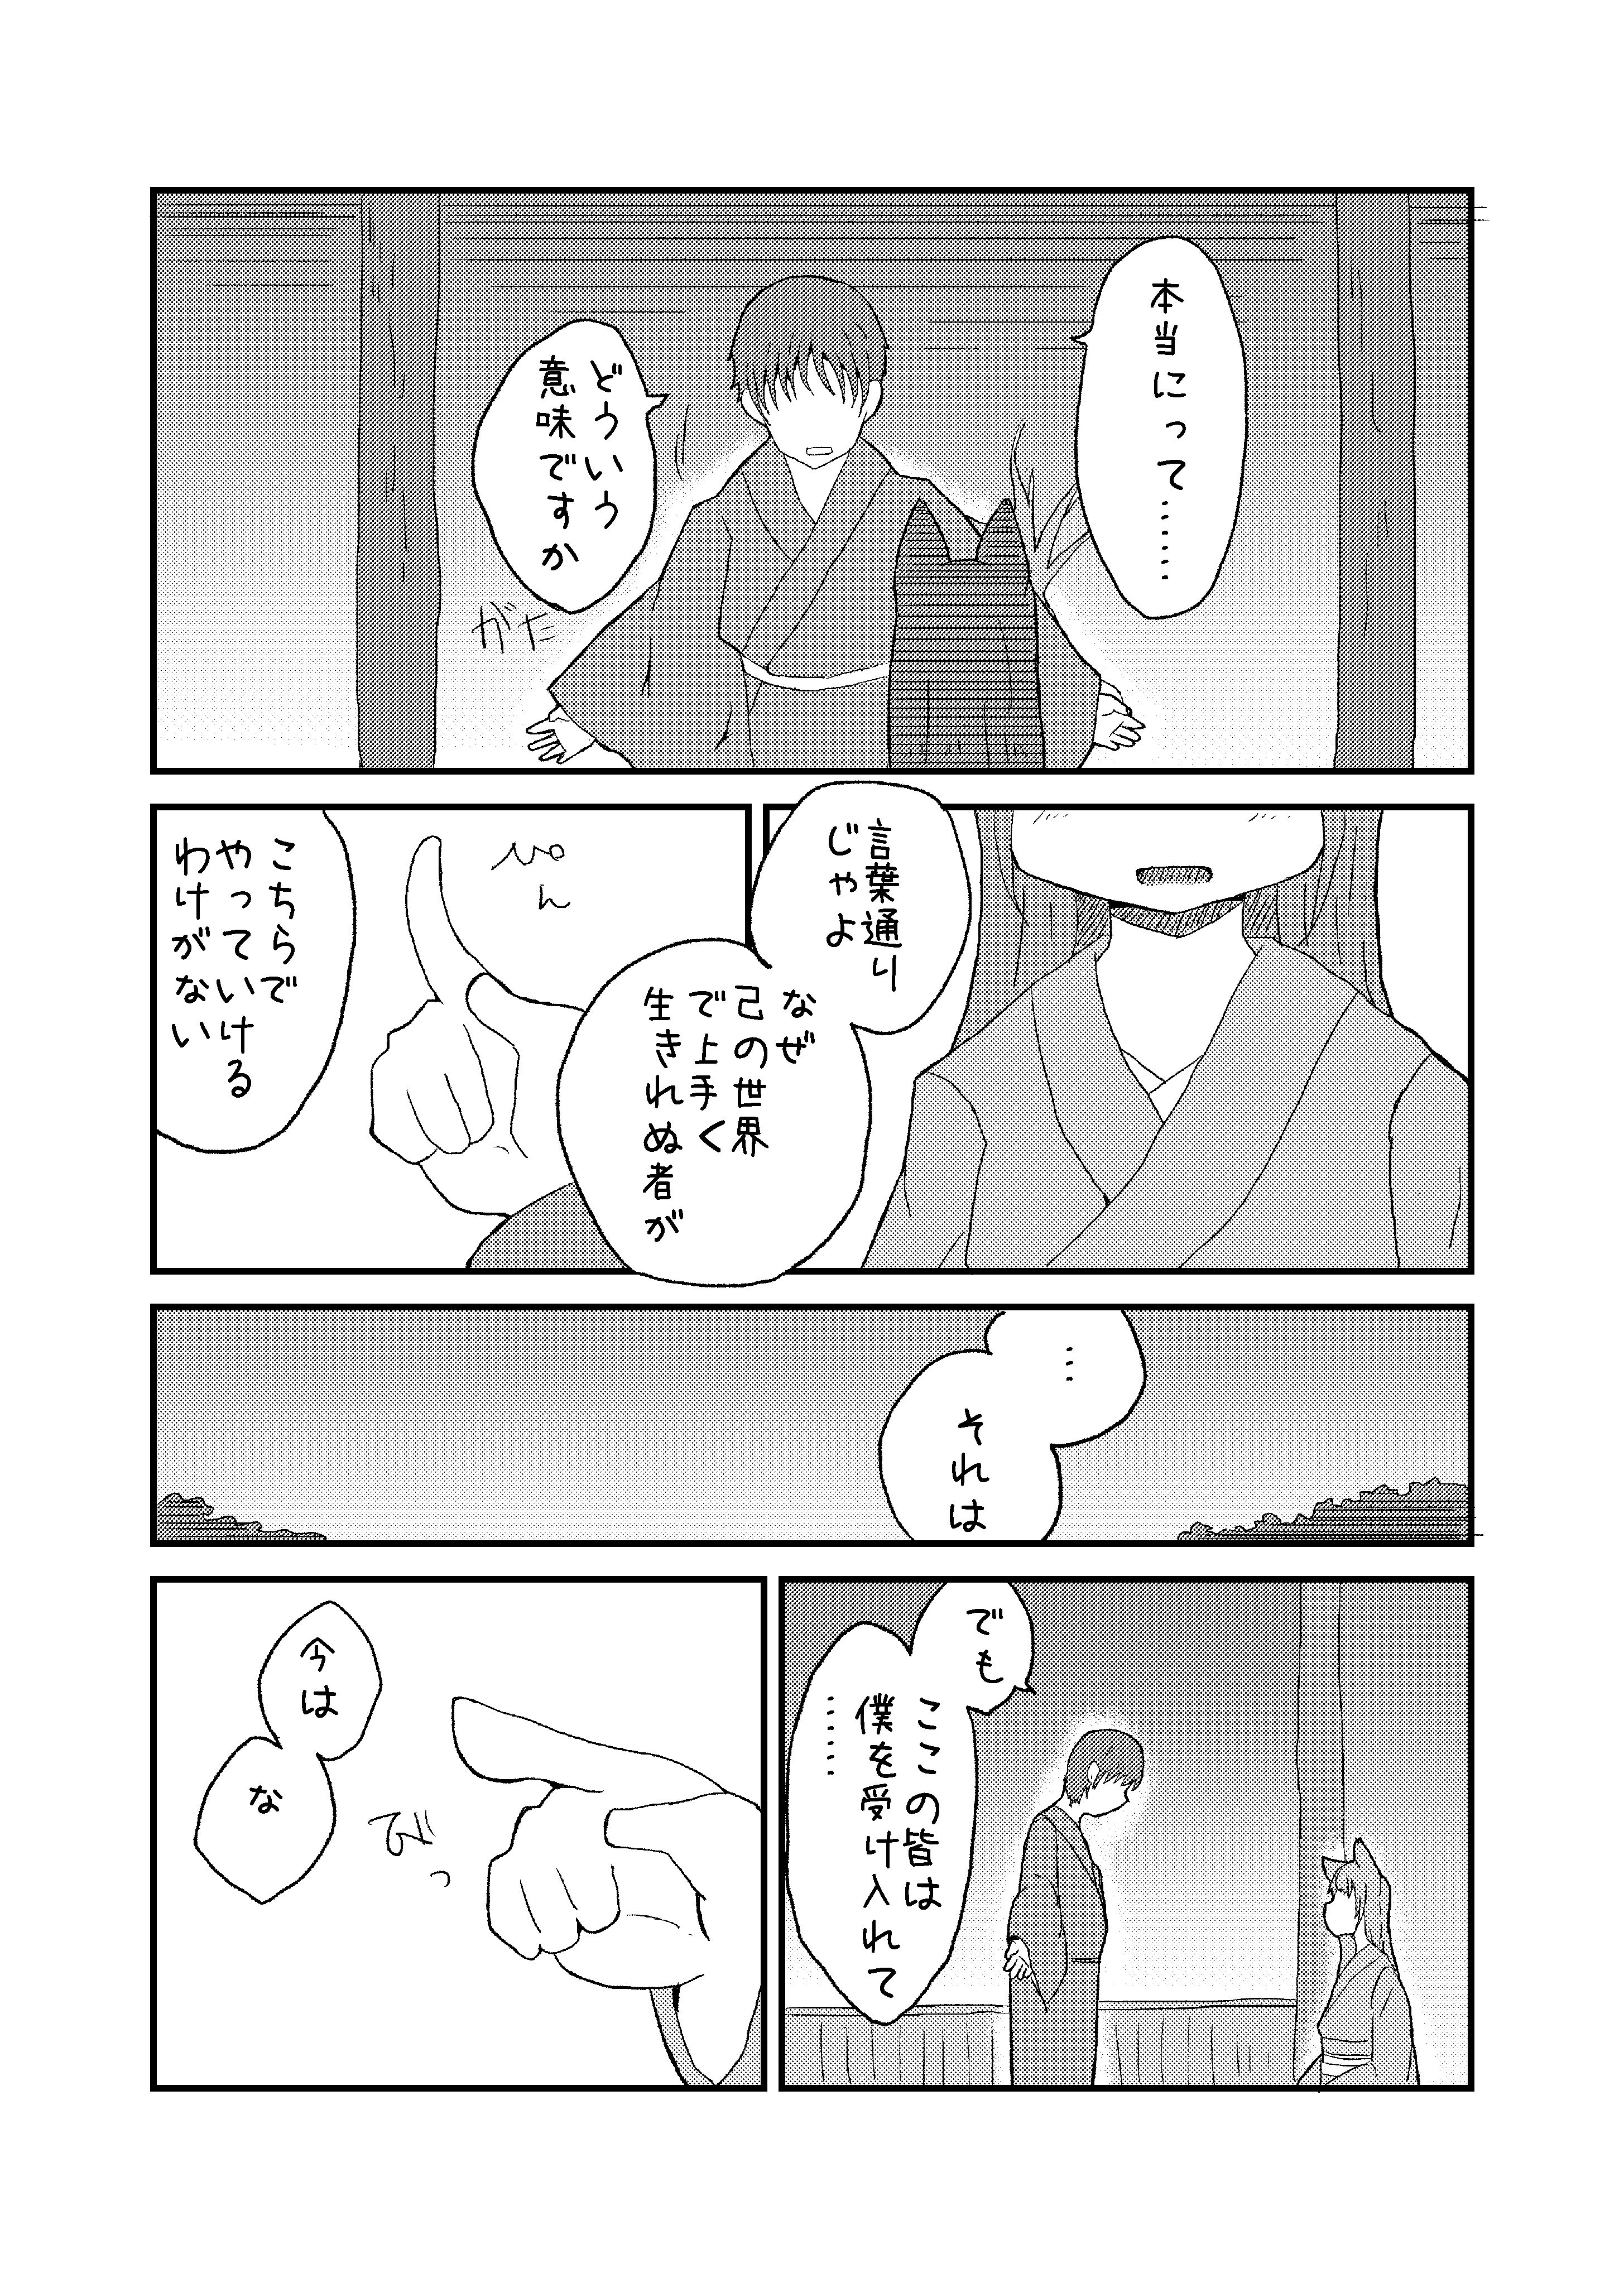 本当にって……
どういう
意味ですか
がた
言葉通り
じゃよ
なぜ
己の世界
で上手く
生きれぬ者が
ぴん
こちらで
やっていける
わけがない
…
それは
でも
ここの皆は
僕を受け入れて
……
今は
な
びっ